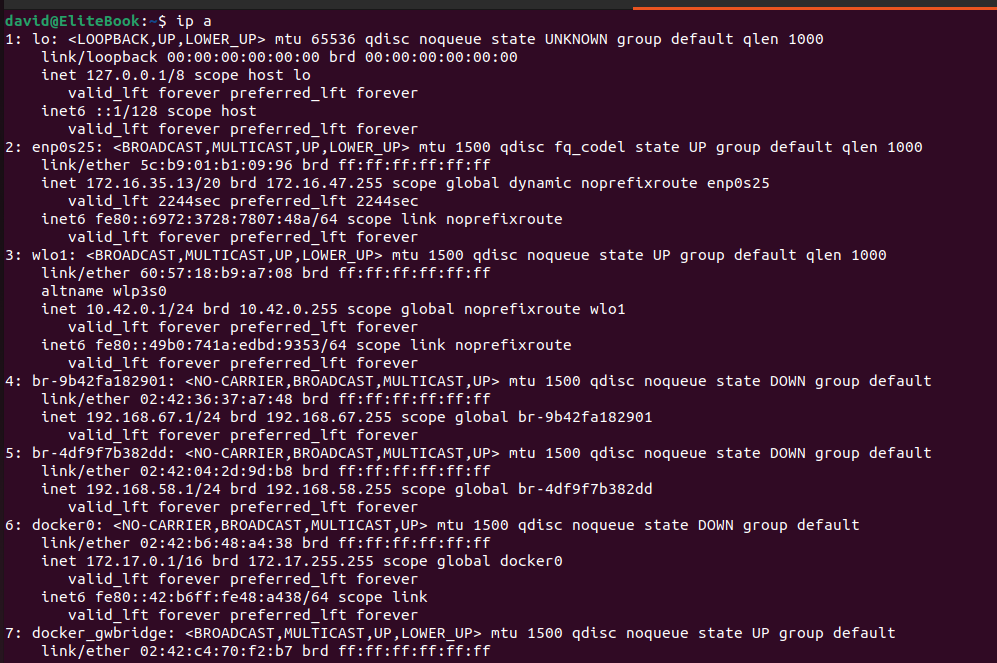 david@EliteBook:~$ ip a
1: lo: <LOOPBACK,UP,LOWER_UP> mtu 65536 qdisc noqueue state UNKNOWN group default qlen 1000
    link/loopback 00:00:00:00:00:00 brd 00:00:00:00:00:00
    inet 127.0.0.1/8 scope host lo
       valid_lft forever preferred_lft forever
    inet6 ::1/128 scope host
       valid_lft forever preferred_lft forever
2: enp0s25: <BROADCAST,MULTICAST,UP,LOWER_UP> mtu 1500 qdisc fq_codel state UP group default qlen 1000
    link/ether 5c:b9:01:b1:09:96 brd ff:ff:ff:ff:ff:ff
    inet 172.16.35.13/20 brd 172.16.47.255 scope global dynamic noprefixroute enp0s25
       valid_lft 2244sec preferred_lft 2244sec
    inet6 fe80::6972:3728:7807:48a/64 scope link noprefixroute
       valid_lft forever preferred_lft forever
3: wlo1: <BROADCAST,MULTICAST,UP,LOWER_UP> mtu 1500 qdisc noqueue state UP group default qlen 1000
    link/ether 60:57:18:b9:a7:08 brd ff:ff:ff:ff:ff:ff
    altname wlp3s0
    inet 10.42.0.1/24 brd 10.42.0.255 scope global noprefixroute wlo1
       valid_lft forever preferred_lft forever
    inet6 fe80::49b0:741a:edbd:9353/64 scope link noprefixroute
       valid_lft forever preferred_lft forever
4: br-9b42fa182901: <NO-CARRIER,BROADCAST,MULTICAST,UP> mtu 1500 qdisc noqueue state DOWN group default
    link/ether 02:42:36:37:a7:48 brd ff:ff:ff:ff:ff:ff
    inet 192.168.67.1/24 brd 192.168.67.255 scope global br-9b42fa182901
       valid_lft forever preferred_lft forever
5: br-4df9f7b382dd: <NO-CARRIER,BROADCAST,MULTICAST,UP> mtu 1500 qdisc noqueue state DOWN group default
    link/ether 02:42:04:2d:9d:b8 brd ff:ff:ff:ff:ff:ff
    inet 192.168.58.1/24 brd 192.168.58.255 scope global br-4df9f7b382dd
       valid_lft forever preferred_lft forever
6: docker0: <NO-CARRIER,BROADCAST,MULTICAST,UP> mtu 1500 qdisc noqueue state DOWN group default
    link/ether 02:42:b6:48:a4:38 brd ff:ff:ff:ff:ff:ff
    inet 172.17.0.1/16 brd 172.17.255.255 scope global docker0
       valid_lft forever preferred_lft forever
    inet6 fe80::42:b6ff:fe48:a438/64 scope link
       valid_lft forever preferred_lft forever
7: docker_gwbridge: <BROADCAST,MULTICAST,UP,LOWER_UP> mtu 1500 qdisc noqueue state UP group default
    link/ether 02:42:c4:70:f2:b7 brd ff:ff:ff:ff:ff:ff